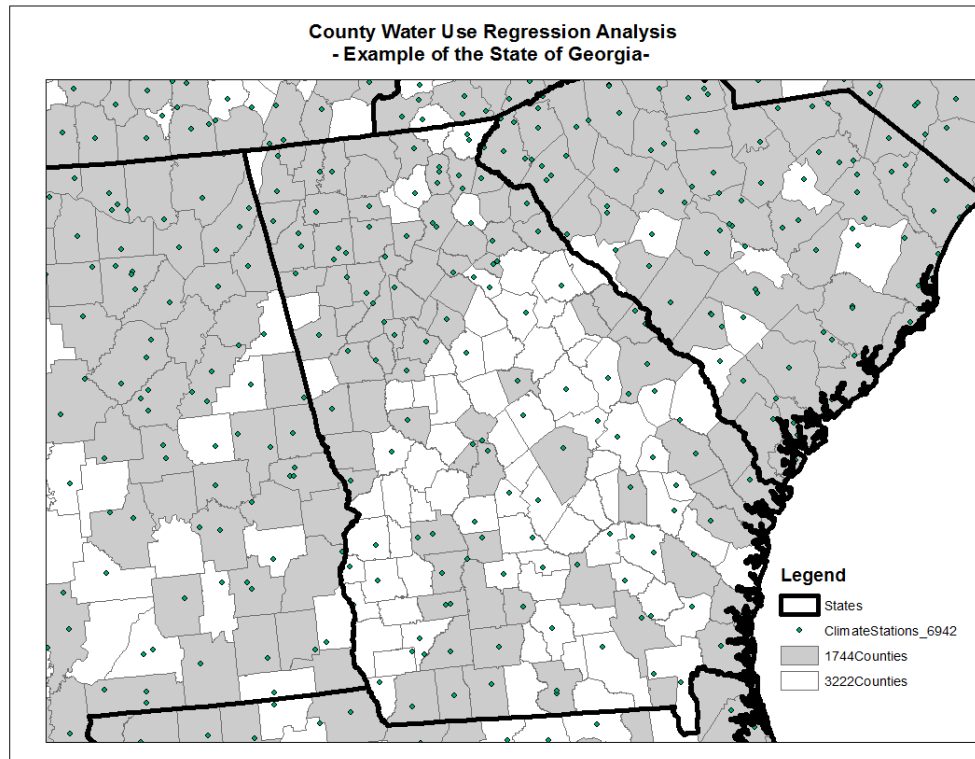 County Water Use Regression Analysis
- Example of the State of Georgia-
Legend
States
ClimateStations_6942
1744Counties
3222Counties